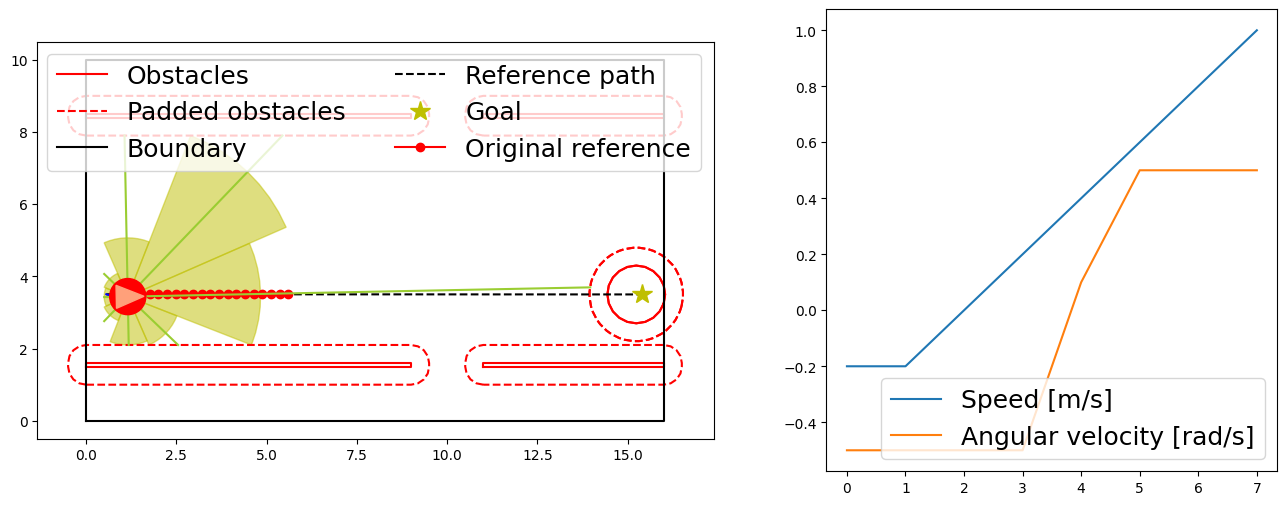 Obstacles
Padded obstacles
Boundary
Reference path
Goal
Original reference
10
8
6
4
2
0
0.0 2.5 5.0 7.5 10.0 12.5 15.0
1.0
0.8
0.6
0.4
0.2
0.0
−0.2
−0.4
Speed [m/s]
Angular velocity [rad/s]
0 1 2 3 4 5 6 7